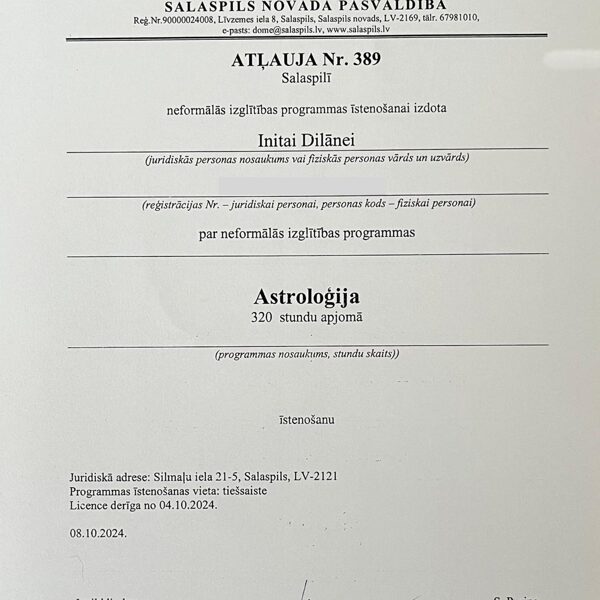 SALASPILS NOVADA PAŠVALDĪBA
Reģ.Nr.90000024008, Līvzemes iela 8, Salaspils, Salaspils novads, LV-2169, tālr. 67981010,
e-pasts: dome@salaspils.lv, www.salaspils.lv
ATĻAUJA Nr. 389
Salaspilī
neformālās izglītības programmas īstenošanai izdota
Initai Dilānei
(juridiskās personas nosaukums vai fiziskās personas vārds un uzvārds)
(reģistrācijas Nr. – juridiskai personai, personas kods – fiziskai personai)
par neformālās izglītības programmas
Astroloģija
320 stundu apjomā
(programmas nosaukums, stundu skaits))
īstenošanu
Juridiskā adrese: Silmaļu iela 21-5, Salaspils, LV-2121
Programmas īstenošanas vieta: tiešsaiste
Licence derīga no 04.10.2024.
08.10.2024.